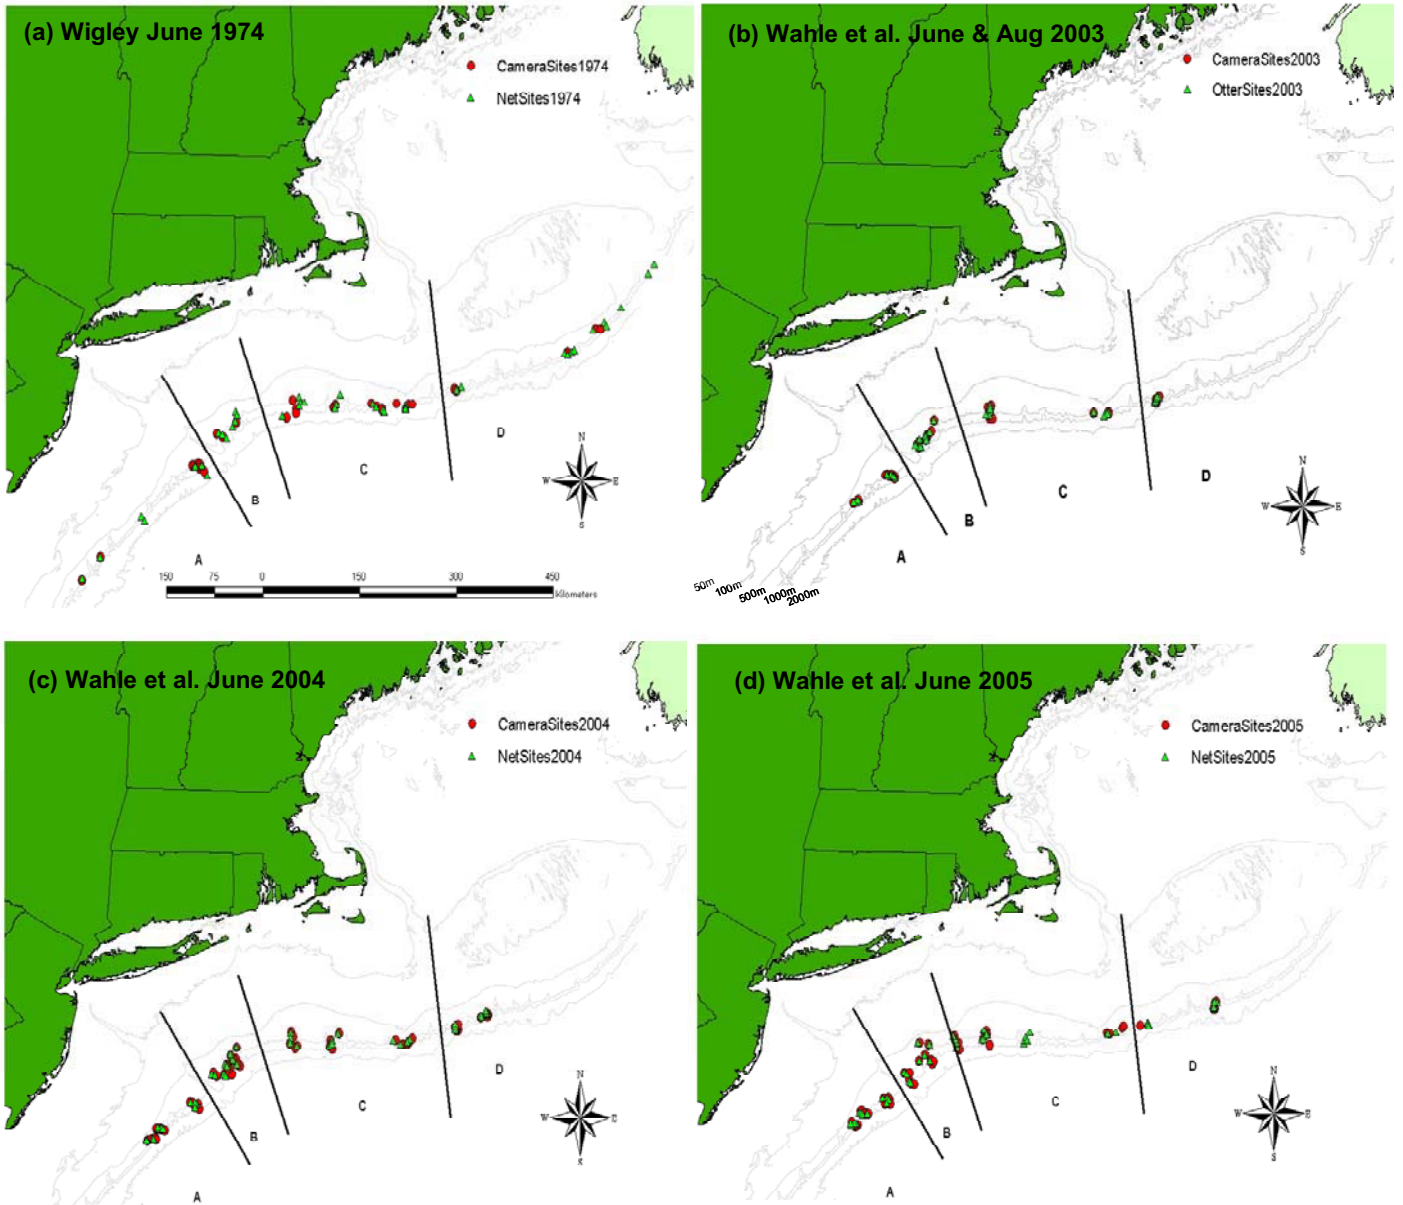 (a) Wigley June 1974
CameraSites1974
NetSites1974
D
C
B
A
N
W E
S
150 75 0 150 300 450
Kilometers
(b) Wahle et al. June & Aug 2003
CameraSites2003
OtterSites2003
D
C
B
A
N
W E
S
50m
100m
500m
1000m
2000m
(c) Wahle et al. June 2004
CameraSites2004
NetSites2004
D
C
B
A
N
W E
S
(d) Wahle et al. June 2005
CameraSites2005
NetSites2005
D
C
B
A
N
W E
S